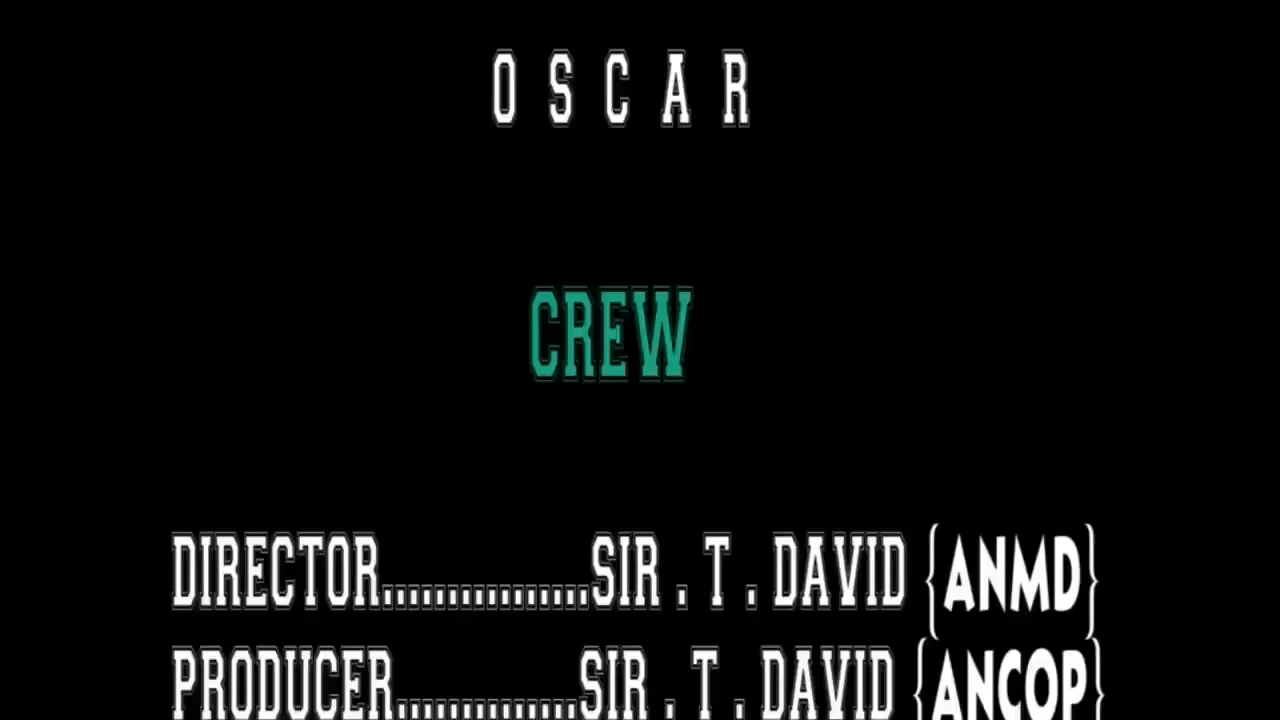 O S C A R
CREW
DIRECTOR................SIR . T . DAVID {ANMD}
PRODUCER..............SIR . T . DAVID {ANCOP}